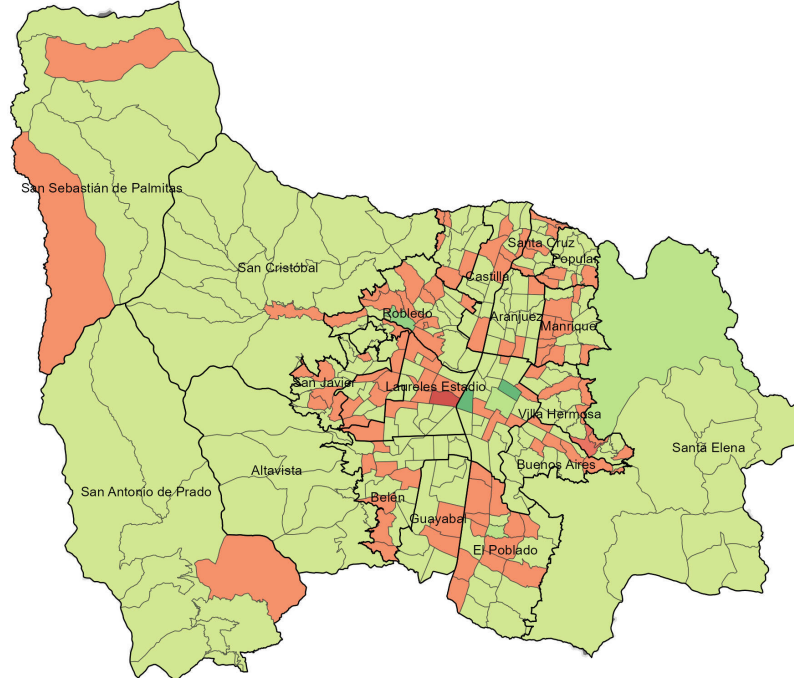 San Sebastián de Palmitas
San Cristóbal
Santa Cruz
Popular
Castilla
Robledo
Aranjuez
Manrique
San Javier
Laureles Estadio
Villa Hermosa
Santa Elena
Buenos Aires
Altavista
San Antonio de Prado
Belén
Guayabal
El Poblado